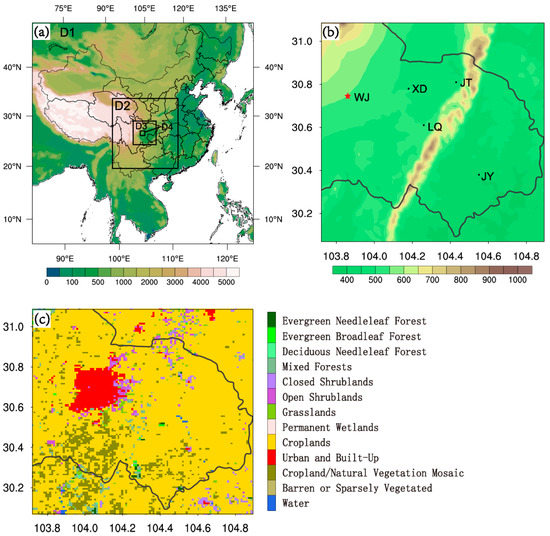 75°E 90°E 105°E 120°E 135°E
(a) D1
40°N 40°N
D2
D3 D4
30°N 30°N
20°N 20°N
10°N 10°N
90°E 100°E 110°E 120°E
0 100 500 1000 2000 3000 4000 5000
(b)
31.0
30.8
30.6
30.4
30.2
WJ
XD
JT
LQ
JY
103.8 104.0 104.2 104.4 104.6 104.8
400 500 600 700 800 900 1000
(c)
31.0
30.8
30.6
30.4
30.2
103.8 104.0 104.2 104.4 104.6 104.8
Evergreen Needleleaf Forest
Evergreen Broadleaf Forest
Deciduous Needleleaf Forest
Mixed Forests
Closed Shrublands
Open Shrublands
Grasslands
Permanent Wetlands
Croplands
Urban and Built-Up
Cropland/Natural Vegetation Mosaic
Barren or Sparsely Vegetated
Water